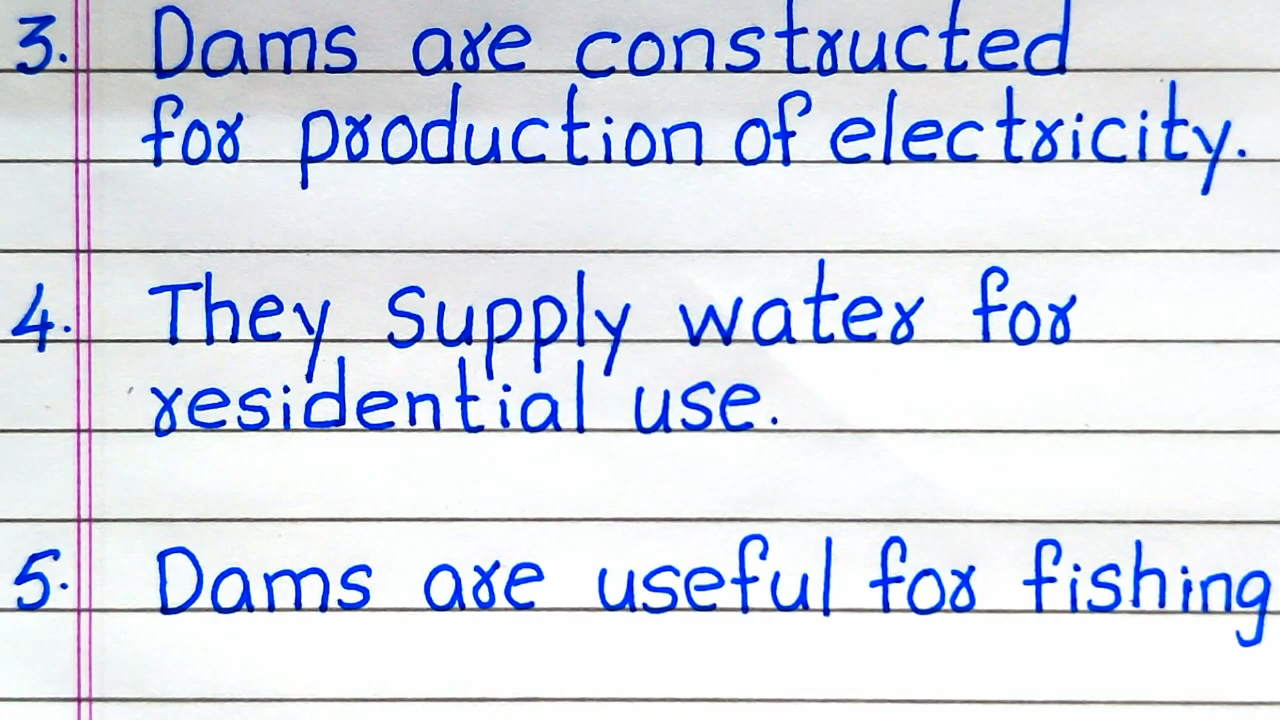 3. Dams are constructed
for production of electricity.
4. They supply water for
residential use.
5. Dams are useful for fishing